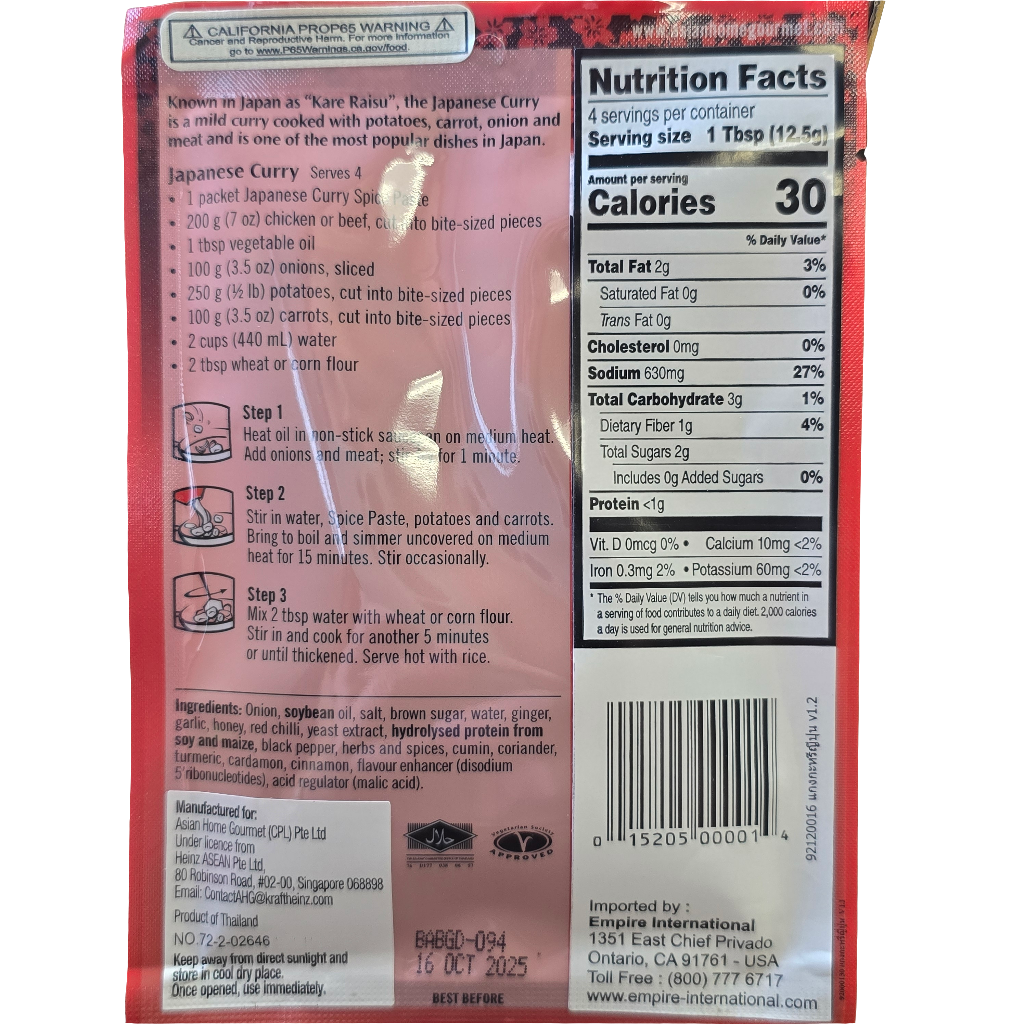 ⚠ CALIFORNIA PROP65 WARNING ⚠
Cancer and Reproductive Harm. For more information
go to www.P65Warnings.ca.gov/food.
www.asianhomegourmet.com
Known in Japan as “Kare Raisu”, the Japanese Curry
is a mild curry cooked with potatoes, carrot, onion and
meat and is one of the most popular dishes in Japan.
Japanese Curry Serves 4
• 1 packet Japanese Curry Spice Paste
• 200 g (7 oz) chicken or beef, cut into bite-sized pieces
• 1 tbsp vegetable oil
• 100 g (3.5 oz) onions, sliced
• 250 g (½ lb) potatoes, cut into bite-sized pieces
• 100 g (3.5 oz) carrots, cut into bite-sized pieces
• 2 cups (440 mL) water
• 2 tbsp wheat or corn flour
Step 1
Heat oil in non-stick saucepan on medium heat.
Add onions and meat; for 1 minute.
Step 2
Stir in water, Spice Paste, potatoes and carrots.
Bring to boil and simmer uncovered on medium
heat for 15 minutes. Stir occasionally.
Step 3
Mix 2 tbsp water with wheat or corn flour.
Stir in and cook for another 5 minutes
or until thickened. Serve hot with rice.
Ingredients: Onion, soybean oil, salt, brown sugar, water, ginger,
garlic, honey, red chilli, yeast extract, hydrolysed protein from
soy and maize, black pepper, herbs and spices, cumin, coriander,
turmeric, cardamon, cinnamon, flavour enhancer (disodium
5'ribonucleotides), acid regulator (malic acid).
Manufactured for:
Asian Home Gourmet (CPL) Pte Ltd
Under licence from
Heinz ASEAN Pte Ltd,
80 Robinson Road, #02-00, Singapore 068898
Email: ContactAHG@kraftheinz.com
Product of Thailand
NO.72-2-02646
Keep away from direct sunlight and
store in cool dry place.
Once opened, use immediately.
حلال
Vegetarian Society
V
APPROVED
BABGD-094
16 OCT 2025
BEST BEFORE
Nutrition Facts
4 servings per container
Serving size 1 Tbsp (12.5g)
Amount per serving
Calories 30
% Daily Value*
Total Fat 2g 3%
Saturated Fat 0g 0%
Trans Fat 0g
Cholesterol 0mg 0%
Sodium 630mg 27%
Total Carbohydrate 3g 1%
Dietary Fiber 1g 4%
Total Sugars 2g
Includes 0g Added Sugars 0%
Protein <1g
Vit. D 0mcg 0% • Calcium 10mg <2%
Iron 0.3mg 2% • Potassium 60mg <2%
* The % Daily Value (DV) tells you how much a nutrient in
a serving of food contributes to a daily diet. 2,000 calories
a day is used for general nutrition advice.
0 15205 00001 4
92120016 แกงกะหรี่ญี่ปุ่น v1.2
Imported by :
Empire International
1351 East Chief Privado
Ontario, CA 91761 - USA
Toll Free : (800) 777 6717
www.empire-international.com